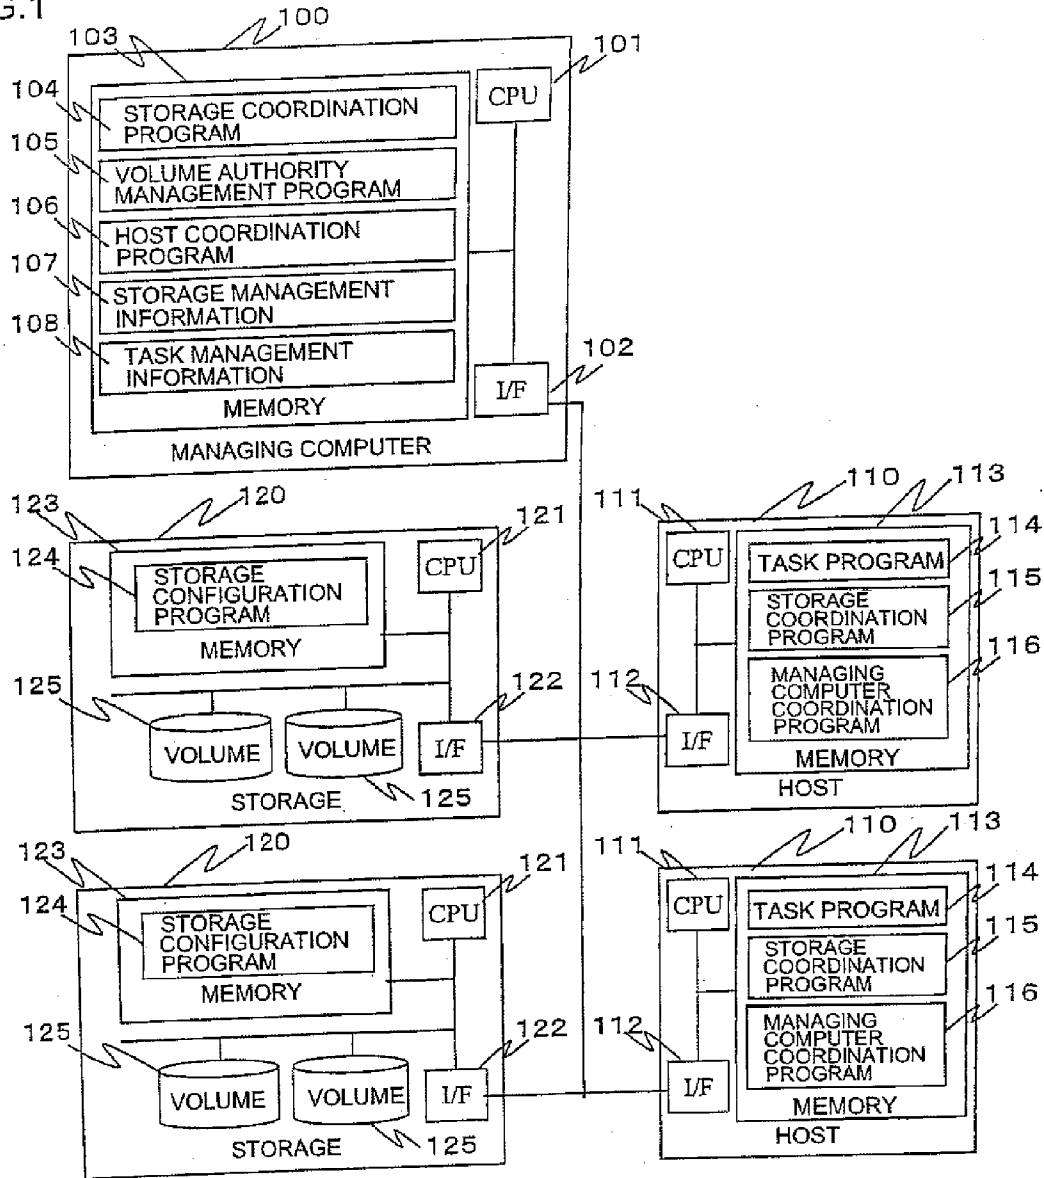 G.1
100
103
101
104
CPU
STORAGE COORDINATION
PROGRAM
105
VOLUME AUTHORITY
MANAGEMENT PROGRAM
106
HOST COORDINATION
PROGRAM
107
STORAGE MANAGEMENT
INFORMATION
108
TASK MANAGEMENT
INFORMATION
102
I/F
MEMORY
MANAGING COMPUTER
123
120
121
124
CPU
STORAGE
CONFIGURATION
PROGRAM
MEMORY
125
122
VOLUME
VOLUME
I/F
STORAGE
125
111
110
113
114
CPU
TASK PROGRAM
115
STORAGE
COORDINATION
PROGRAM
116
112
MANAGING
COMPUTER
COORDINATION
PROGRAM
I/F
MEMORY
HOST
123
120
121
124
CPU
STORAGE
CONFIGURATION
PROGRAM
MEMORY
125
122
VOLUME
VOLUME
I/F
STORAGE
125
111
110
113
114
CPU
TASK PROGRAM
115
STORAGE
COORDINATION
PROGRAM
116
112
MANAGING
COMPUTER
COORDINATION
PROGRAM
I/F
MEMORY
HOST